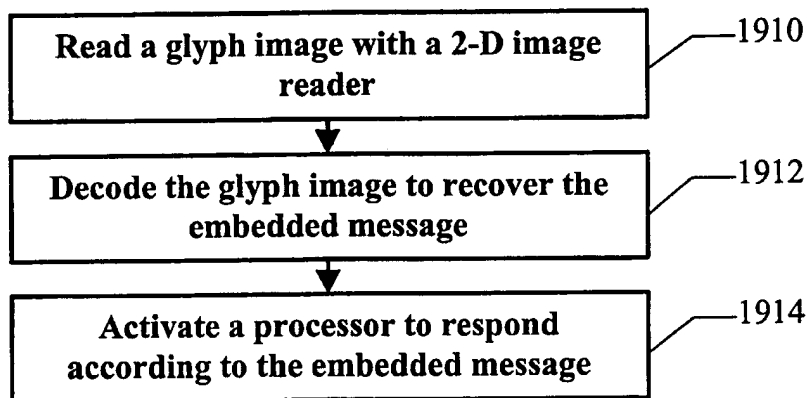 Read a glyph image with a 2-D image
reader
1910
Decode the glyph image to recover the
embedded message
1912
Activate a processor to respond
according to the embedded message
1914